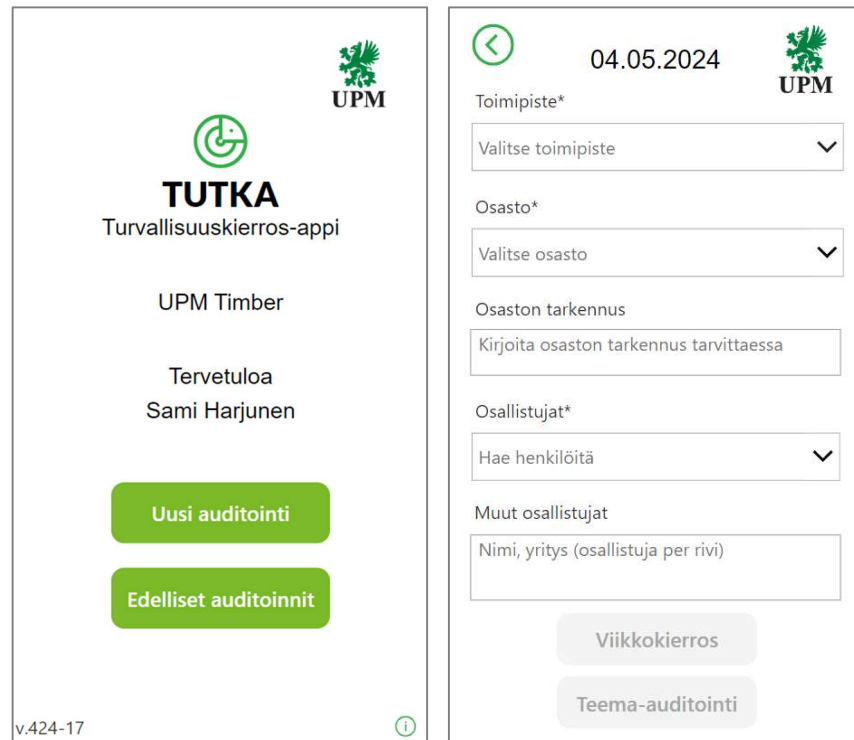 UPM
TUTKA
Turvallisuuskierros-appi
UPM Timber
Tervetuloa
Sami Harjunen
Uusi auditointi
Edelliset auditoinnit
v.424-17
04.05.2024
UPM
Toimipiste*
Valitse toimipiste
Osasto*
Valitse osasto
Osaston tarkennus
Kirjoita osaston tarkennus tarvittaessa
Osallistujat*
Hae henkilöitä
Muut osallistujat
Nimi, yritys (osallistuja per rivi)
Viikkokierros
Teema-auditointi